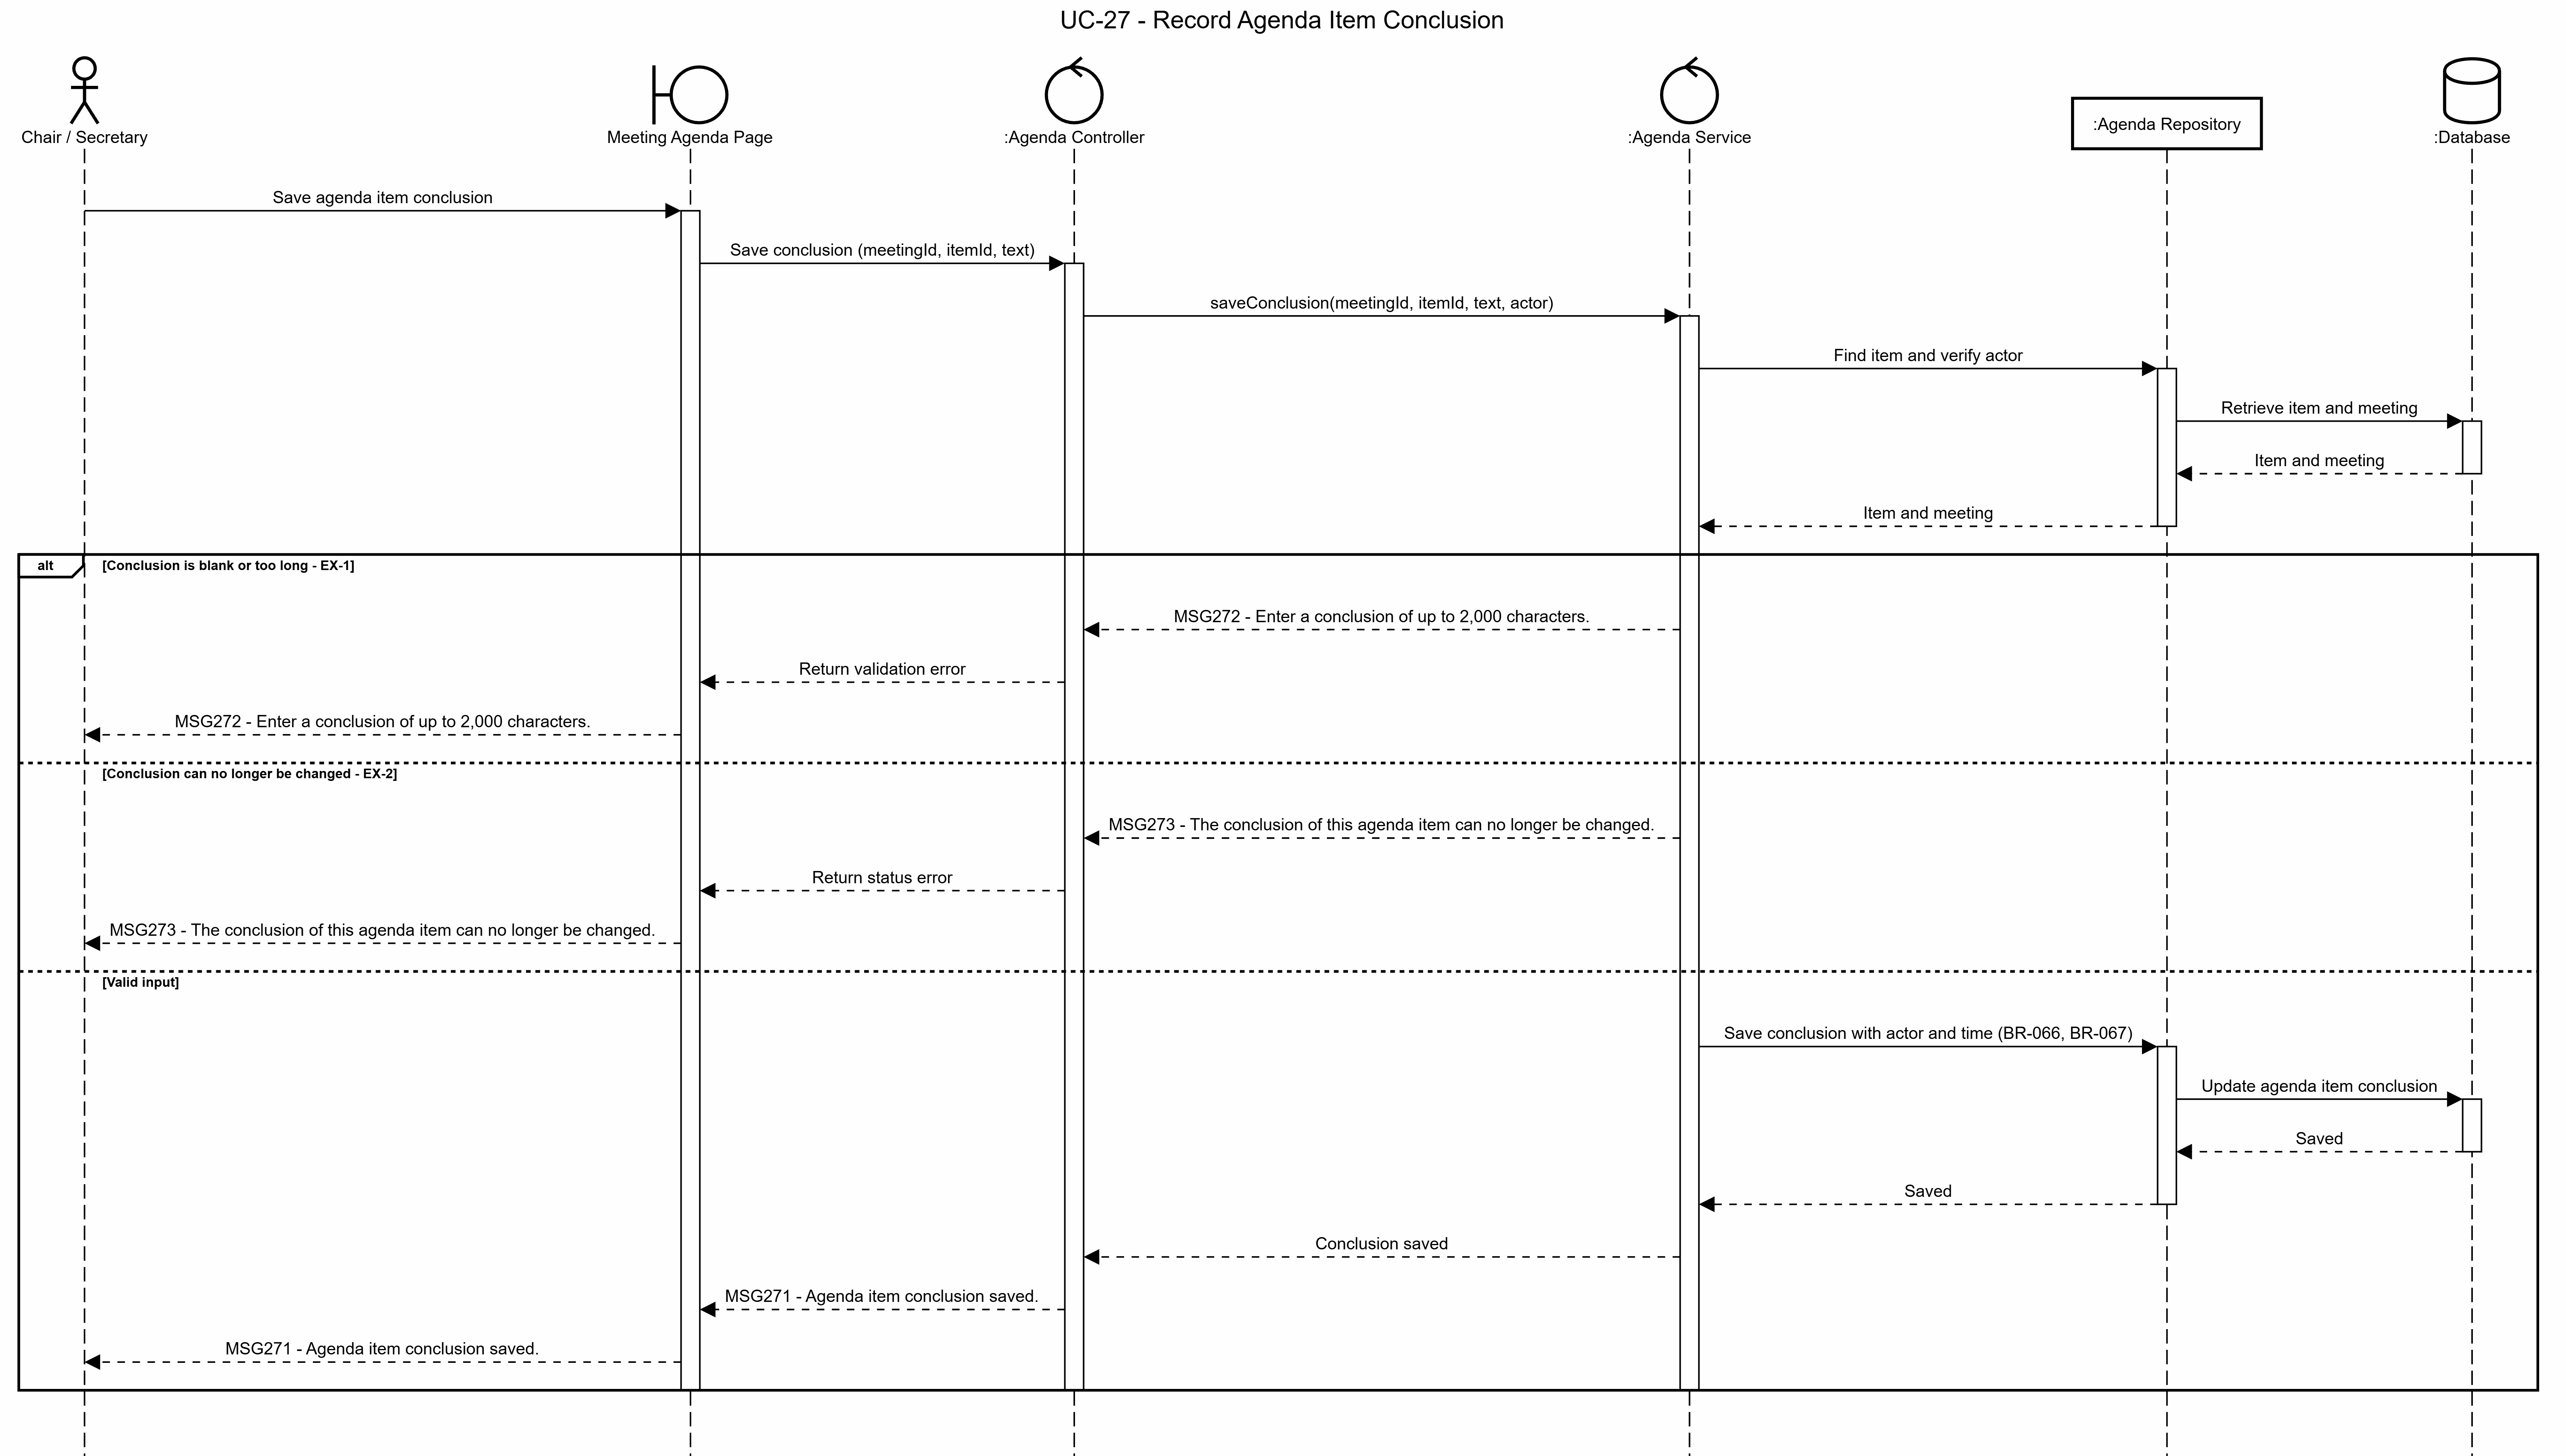 UC-27 - Record Agenda Item Conclusion
Chair / Secretary
Meeting Agenda Page
:Agenda Controller
:Agenda Service
:Agenda Repository
:Database
Save agenda item conclusion
Save conclusion (meetingId, itemId, text)
saveConclusion(meetingId, itemId, text, actor)
Find item and verify actor
Retrieve item and meeting
Item and meeting
Item and meeting
alt
[Conclusion is blank or too long - EX-1]
MSG272 - Enter a conclusion of up to 2,000 characters.
Return validation error
MSG272 - Enter a conclusion of up to 2,000 characters.
[Conclusion can no longer be changed - EX-2]
MSG273 - The conclusion of this agenda item can no longer be changed.
Return status error
MSG273 - The conclusion of this agenda item can no longer be changed.
[Valid input]
Save conclusion with actor and time (BR-066, BR-067)
Update agenda item conclusion
Saved
Saved
Conclusion saved
MSG271 - Agenda item conclusion saved.
MSG271 - Agenda item conclusion saved.